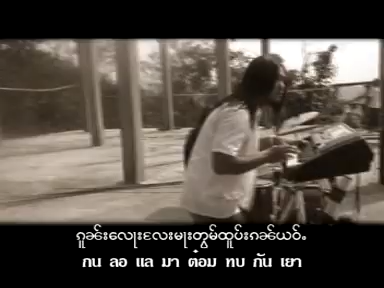 ၵူၼ်းလေႃးလႄးမႃးတွမ်ထူပ်းၵၼ်ယဝ်ႉ
กน ลอ แล มา ต๋อม ทบ กัน เยา